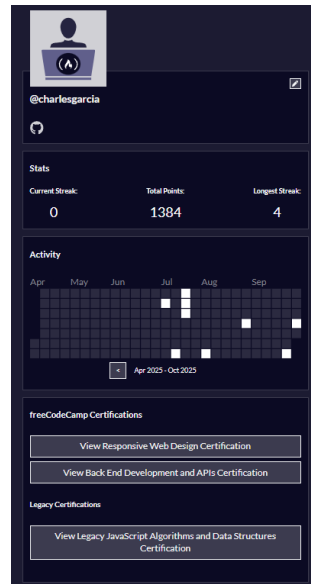 @charlesgarcia
Stats
Current Streak: Total Points: Longest Streak:
0 1384 4
Activity
Apr May Jun Jul Aug Sep
< Apr 2025 - Oct 2025
freeCodeCamp Certifications
View Responsive Web Design Certification
View Back End Development and APIs Certification
Legacy Certifications
View Legacy JavaScript Algorithms and Data Structures
Certification